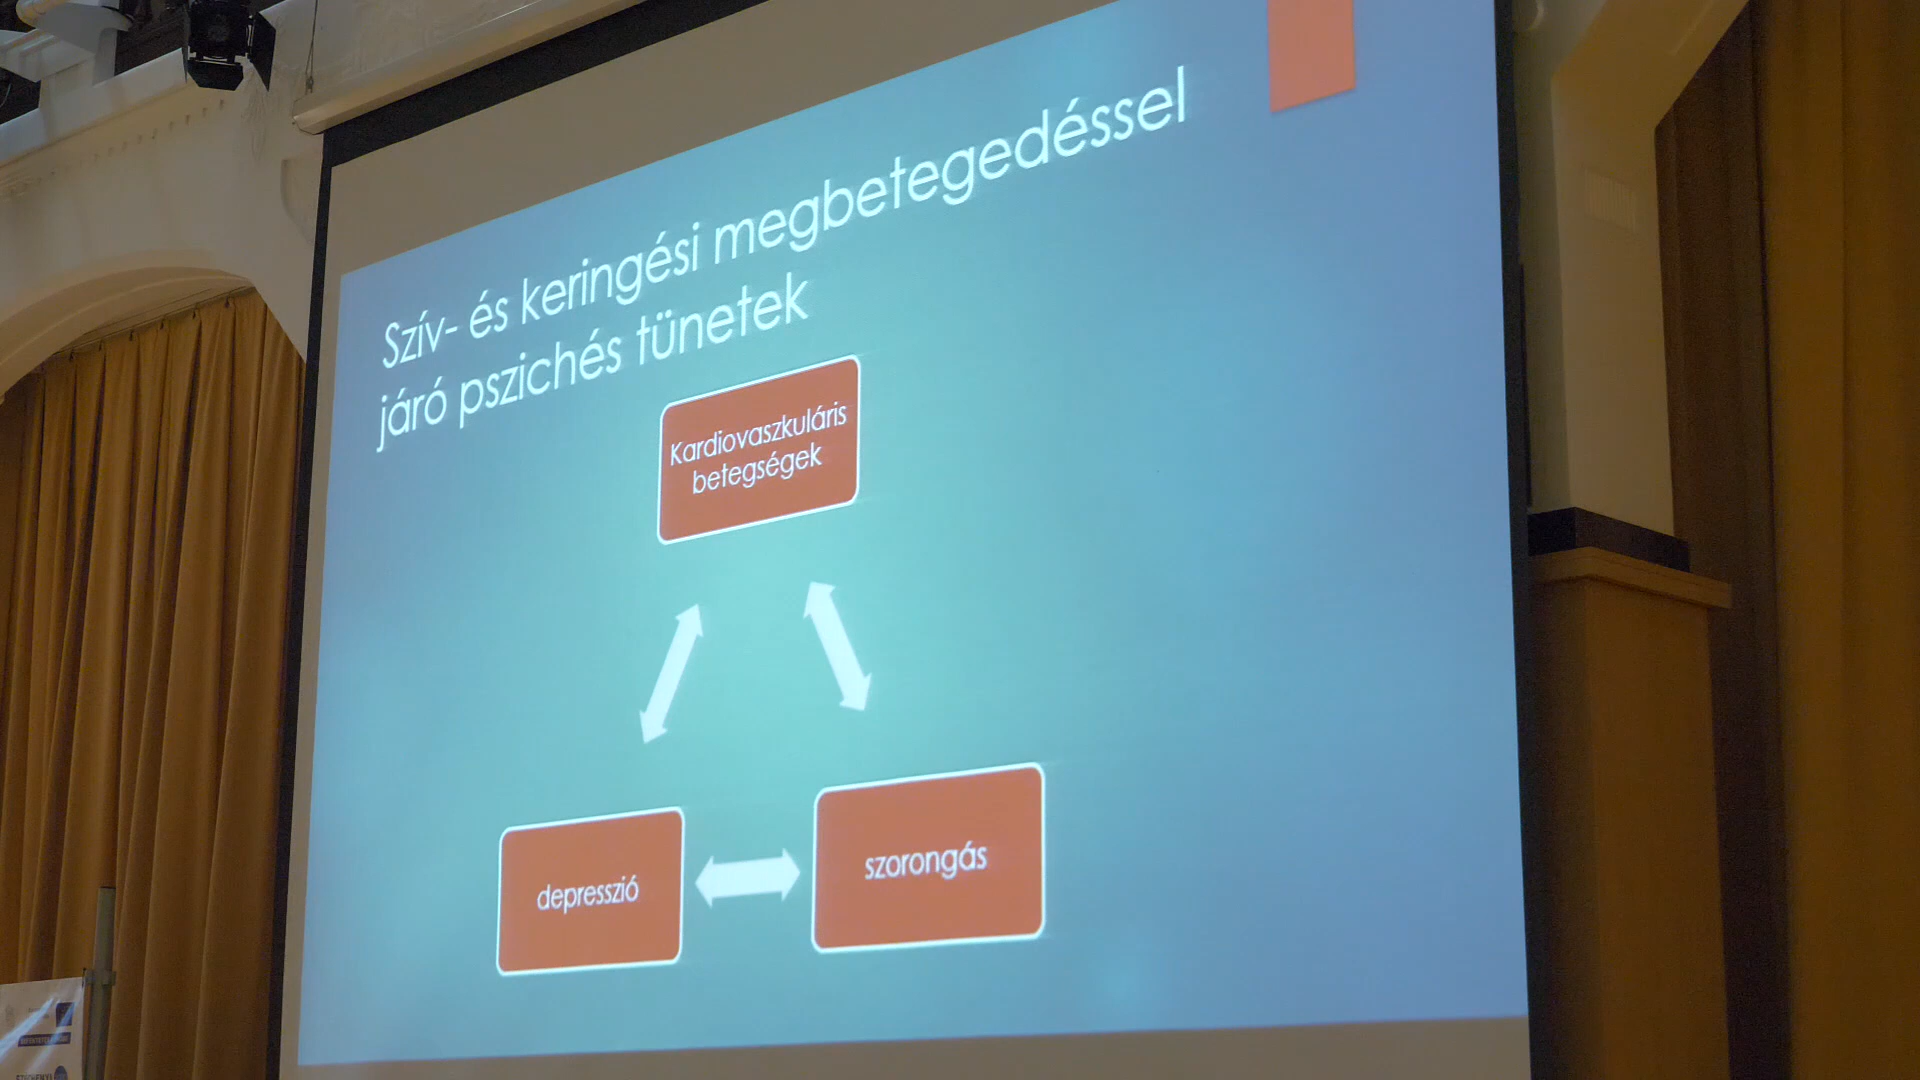 Szív- és keringési megbetegedéssel
járó pszichés tünetek
Kardiovaszkuláris
betegségek
depresszió
szorongás